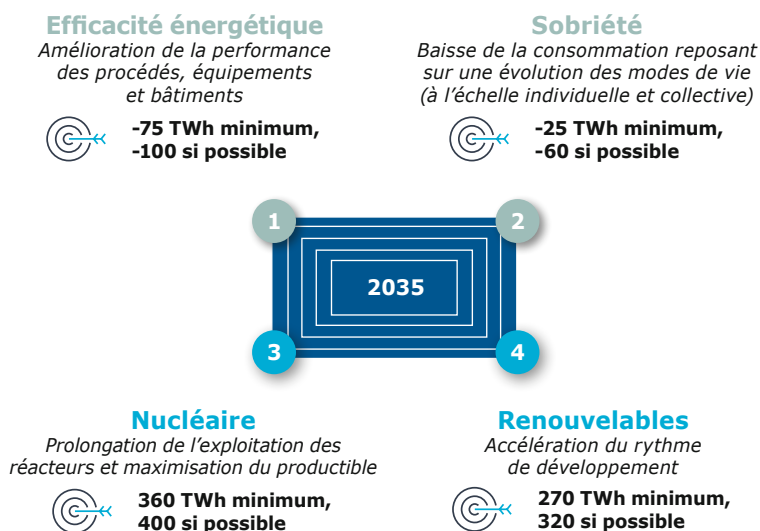 Efficacité énergétique
Amélioration de la performance
des procédés, équipements
et bâtiments
-75 TWh minimum,
-100 si possible
Sobriété
Baisse de la consommation reposant
sur une évolution des modes de vie
(à l’échelle individuelle et collective)
-25 TWh minimum,
-60 si possible
1
2
2035
3
4
Nucléaire
Prolongation de l’exploitation des
réacteurs et maximisation du productible
360 TWh minimum,
400 si possible
Renouvelables
Accélération du rythme
de développement
270 TWh minimum,
320 si possible